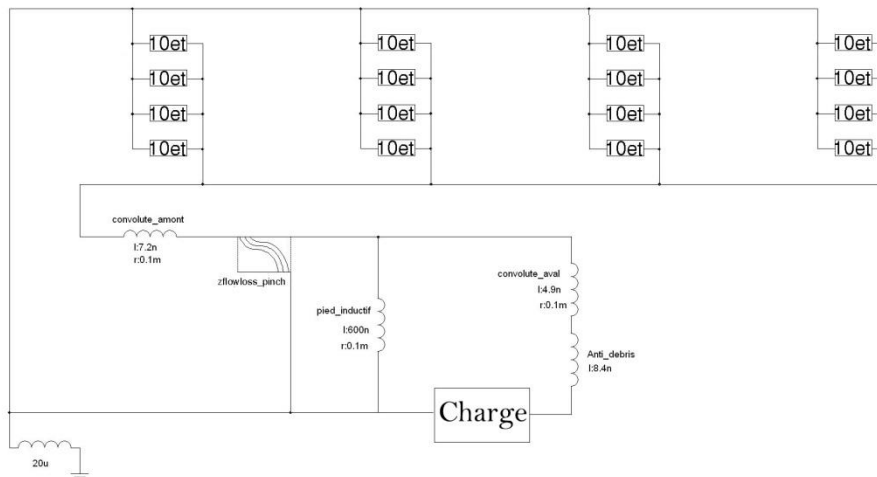 10et 10et 10et 10et
10et 10et 10et 10et
10et 10et 10et 10et
10et 10et 10et 10et
convolute_amont
l:7.2n
r:0.1m
zflowloss_pinch
convolute_aval
l:4.9n
r:0.1m
pied_inductif
l:600n
r:0.1m
Anti_debris
l:8.4n
Charge
20u